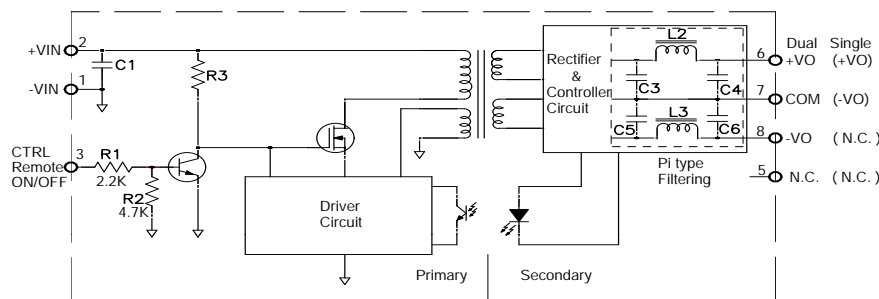 +VIN 2
C1
-VIN 1
R3
CTRL
Remote
ON/OFF
3
R1
2.2K
R2
4.7K
Driver
Circuit
Primary
Secondary
Rectifier
&
Controller
Circuit
L2
C3
C4
L3
C5
C6
Pi type
Filtering
Dual Single
6 +VO (+VO)
7 COM (-VO)
8 -VO ( N.C. )
5 N.C. ( N.C. )